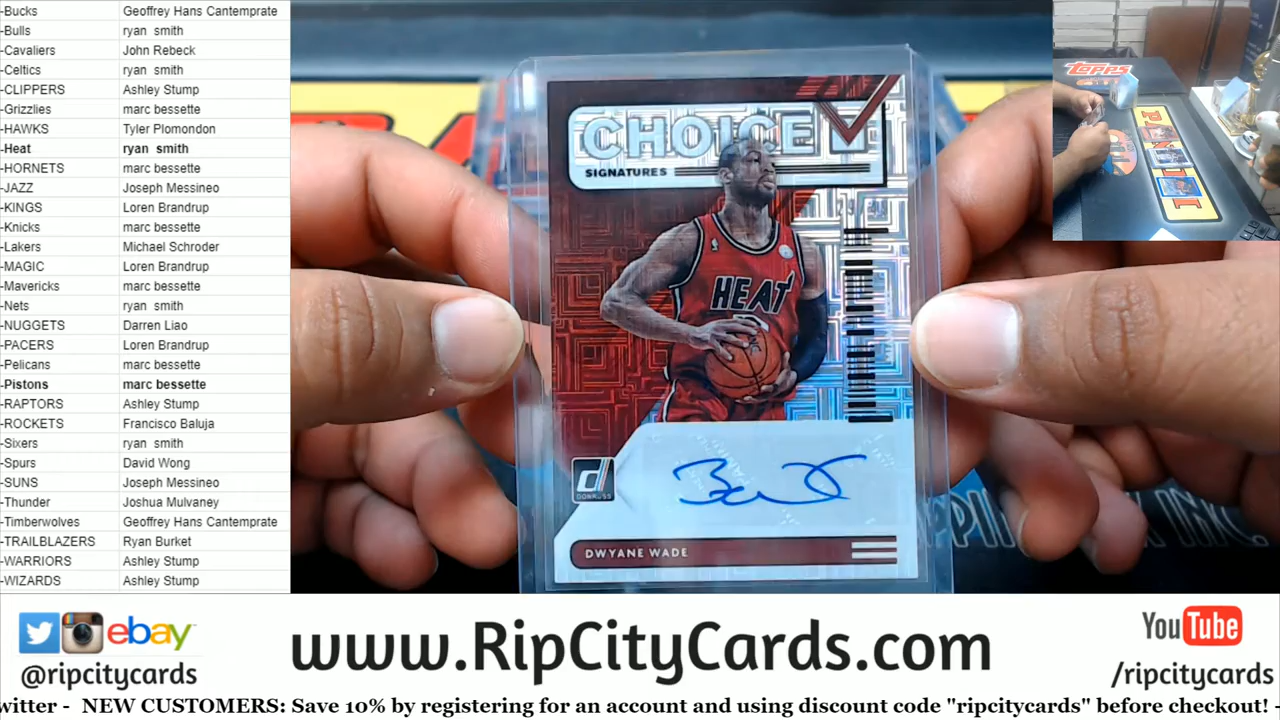 -Bucks Geoffrey Hans Cantemprate
-Bulls ryan smith
-Cavaliers John Rebeck
-Celtics ryan smith
-CLIPPERS Ashley Stump
-Grizzlies marc bessette
-HAWKS Tyler Plomondon
-Heat ryan smith
-HORNETS marc bessette
-JAZZ Joseph Messineo
-KINGS Loren Brandrup
-Knicks marc bessette
-Lakers Michael Schroder
-MAGIC Loren Brandrup
-Mavericks marc bessette
-Nets ryan smith
-NUGGETS Darren Liao
-PACERS Loren Brandrup
-Pelicans marc bessette
-Pistons marc bessette
-RAPTORS Ashley Stump
-ROCKETS Francisco Baluja
-Sixers ryan smith
-Spurs David Wong
-SUNS Joseph Messineo
-Thunder Joshua Mulvaney
-Timberwolves Geoffrey Hans Cantemprate
-TRAILBLAZERS Ryan Burket
-WARRIORS Ashley Stump
-WIZARDS Ashley Stump
CHOICE
SIGNATURES
HEAT
DONRUSS
DWYANE WADE
Topps
ebay
@ripcitycards
www.RipCityCards.com
YouTube
/ripcitycards
witter - NEW CUSTOMERS: Save 10% by registering for an account and using discount code "ripcitycards" before checkout! -